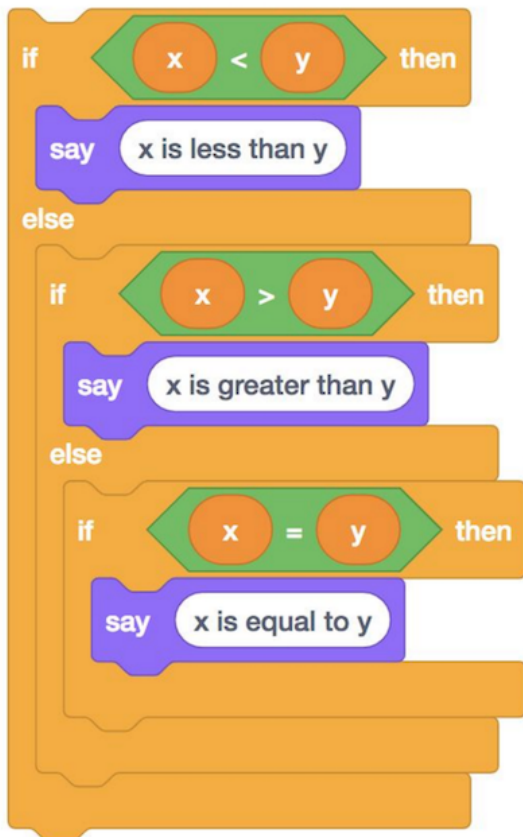 if x < y then
say x is less than y
else
if x > y then
say x is greater than y
else
if x = y then
say x is equal to y